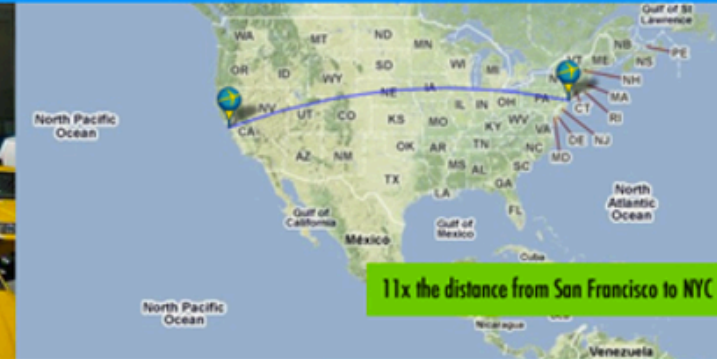 Gulf of St
Lawrence
WA
MT
ND
MN
NB
PE
OR
ID
SD
WI
MI
VT
ME
NS
WY
NH
NE
IA
MA
NV
UT
CO
IL
IN
OH
PA
CT
RI
North Pacific
Ocean
CA
KS
MO
WV
KY
VA
DE
NJ
AZ
NM
OK
AR
TN
NC
MD
MS
AL
SC
TX
GA
LA
North
Atlantic
Ocean
FL
Gulf of
California
Gulf of
Mexico
México
Cuba
11x the distance from San Francisco to NYC
North Pacific
Ocean
Nicaragua
Venezuela